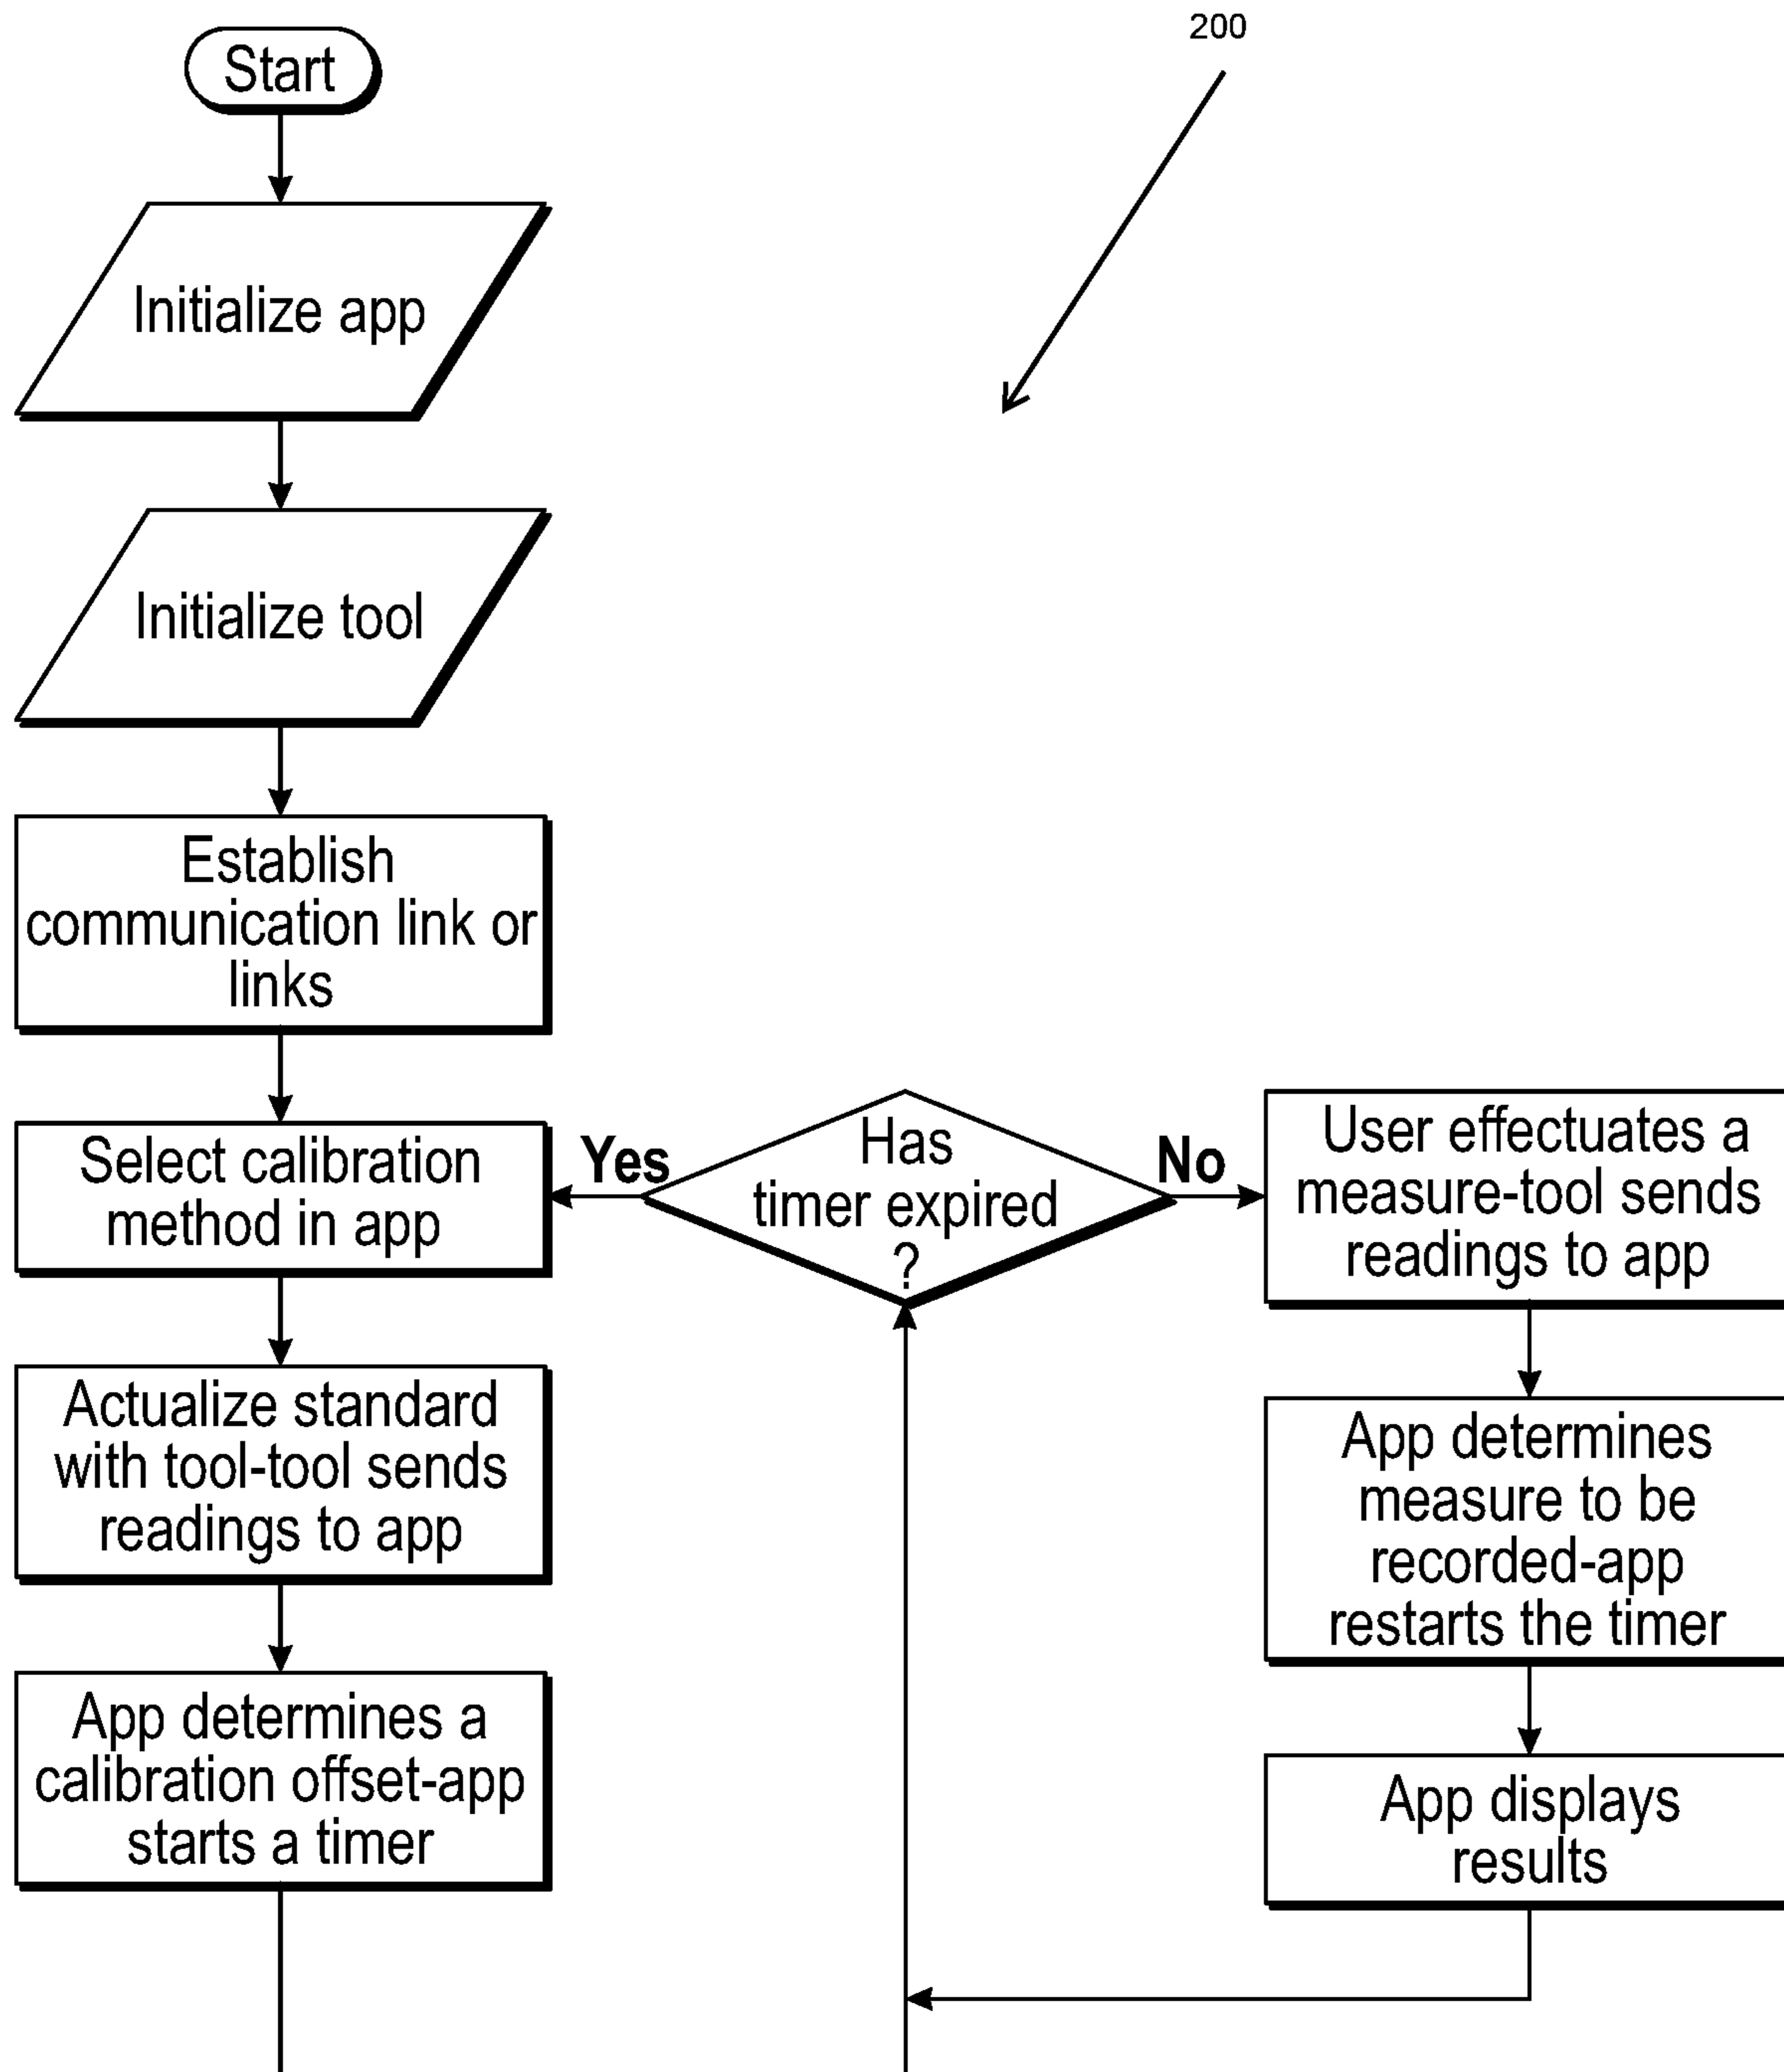 200
Start
Initialize app
Initialize tool
Establish
communication link or
links
Select calibration
method in app
Actualize standard
with tool-tool sends
readings to app
App determines a
calibration offset-app
starts a timer
Yes
Has
timer expired
?
No
User effectuates a
measure-tool sends
readings to app
App determines
measure to be
recorded-app
restarts the timer
App displays
results